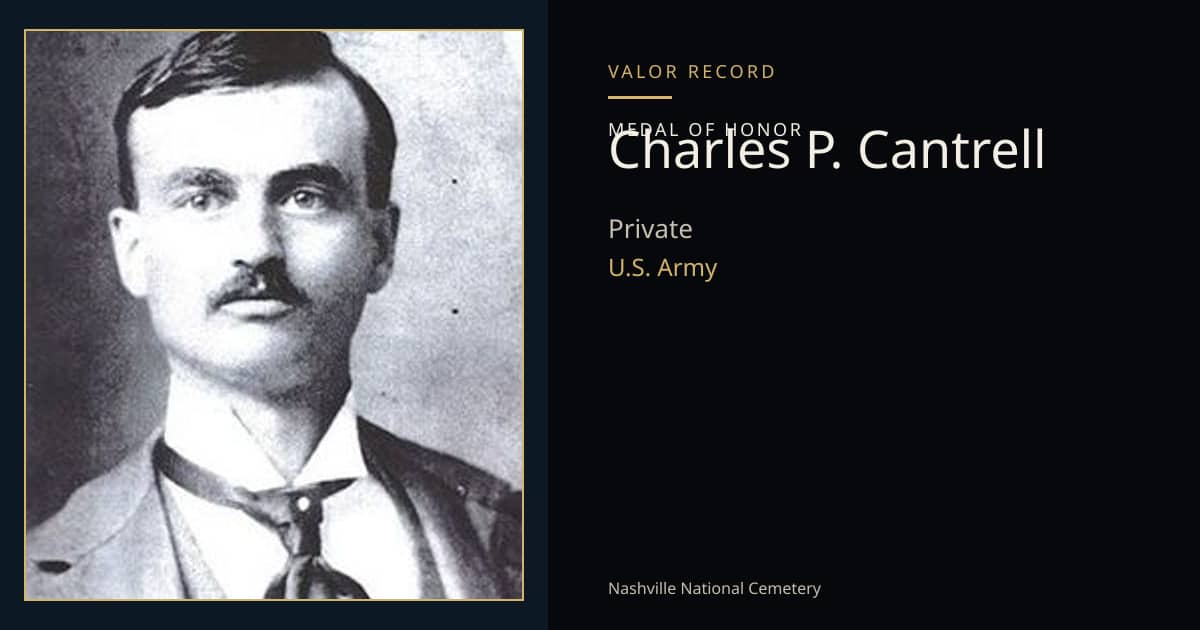 VALOR RECORD
MEDAL OF HONOR
Charles P. Cantrell
Private
U.S. Army
Nashville National Cemetery